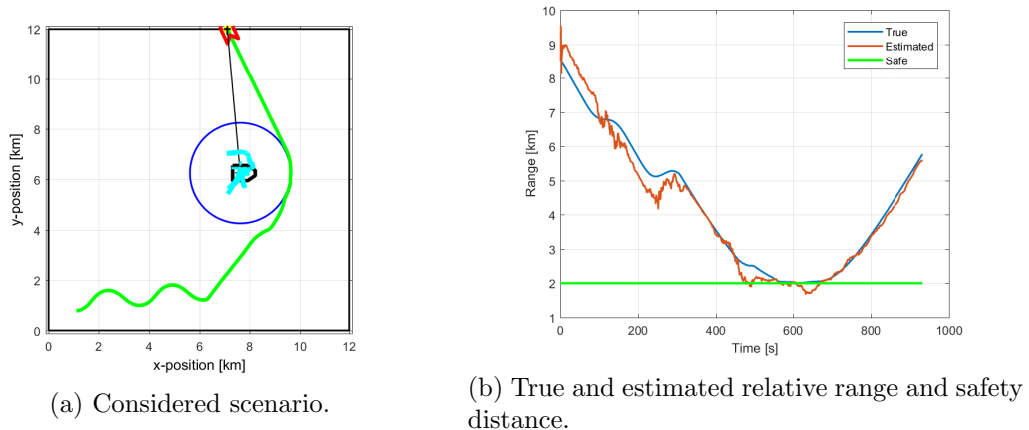 12
10
8
6
4
2
0
0 2 4 6 8 10 12
y-position [km]
x-position [km]
(a) Considered scenario.
10
9
8
7
6
5
4
3
2
1
0 200 400 600 800 1000
Range [km]
Time [s]
True
Estimated
Safe
(b) True and estimated relative range and safety
distance.